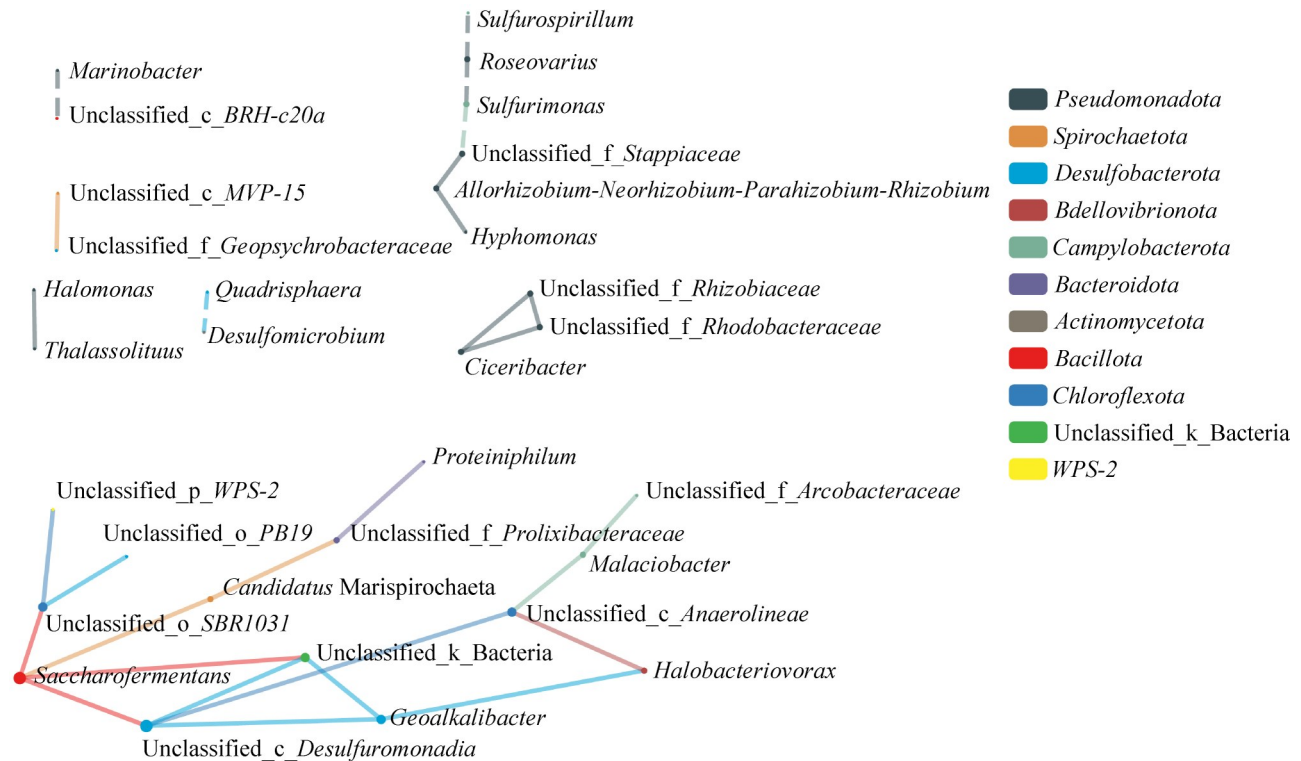 Sulfurospirillum
Roseovarius
Marinobacter
Sulfurimonas
Unclassified_c_BRH-c20a
Unclassified_f_Stappiaceae
Unclassified_c_MVP-15
Allorhizobium-Neorhizobium-Parahizobium-Rhizobium
Hyphomonas
Unclassified_f_Geopsychrobacteraceae
Halomonas
Quadrisphaera
Unclassified_f_Rhizobiaceae
Unclassified_f_Rhodobacteraceae
Desulfomicrobium
Thalassolituus
Ciceribacter
Proteiniphilum
Unclassified_p_WPS-2
Unclassified_f_Arcobacteraceae
Unclassified_o_PB19
Unclassified_f_Prolixibacteraceae
Malaciobacter
Candidatus Marispirochaeta
Unclassified_c_Anaerolineae
Unclassified_o_SBR1031
Unclassified_k_Bacteria
Halobacteriovorax
Saccharofermentans
Geoalkalibacter
Unclassified_c_Desulfuromonadia
Pseudomonadota
Spirochaetota
Desulfobacterota
Bdellovibrionota
Campylobacterota
Bacteroidota
Actinomycetota
Bacillota
Chloroflexota
Unclassified_k_Bacteria
WPS-2